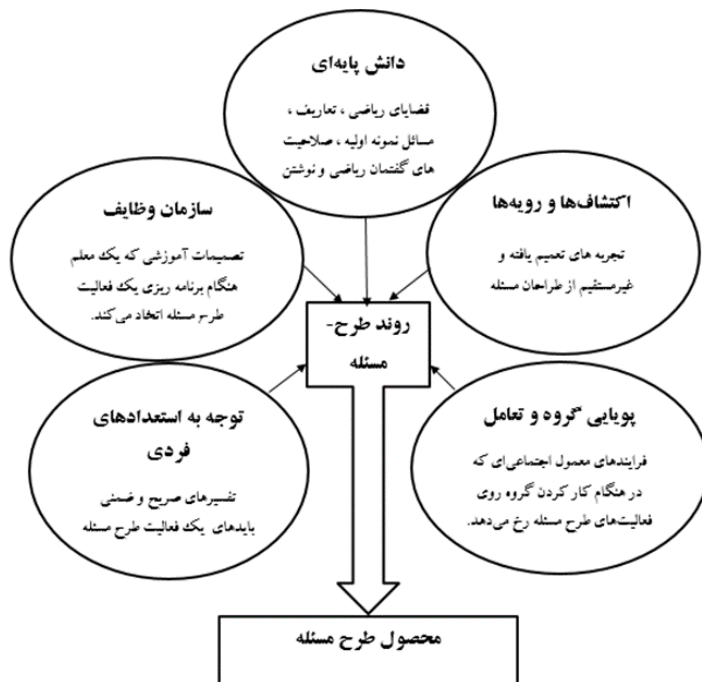 دانش پایه‌ای
قضایای ریاضی ، تعاریف ،
مسائل نمونه اولیه ، صلاحیت
های گفتمان ریاضی و نوشتن
اکتشاف‌ها و رویه‌ها
تجربه های تعمیم یافته و
غیرمستقیم از طراحان مسئله
سازمان وظایف
تصمیمات آموزشی که یک معلم
هنگام برنامه ریزی یک فعالیت
طرح مسئله اتخاد می‌کند.
روند طرح-
مسئله
پویایی گروه و تعامل
فرایندهای معمول اجتماعی‌ای که
در هنگام کار کردن گروه روی
فعالیت‌های طرح مسئله رخ می‌دهد.
توجه به استعدادهای
فردی
تفسیرهای صریح و ضمنی
بایدهای یک فعالیت طرح مسئله
محصول طرح مسئله